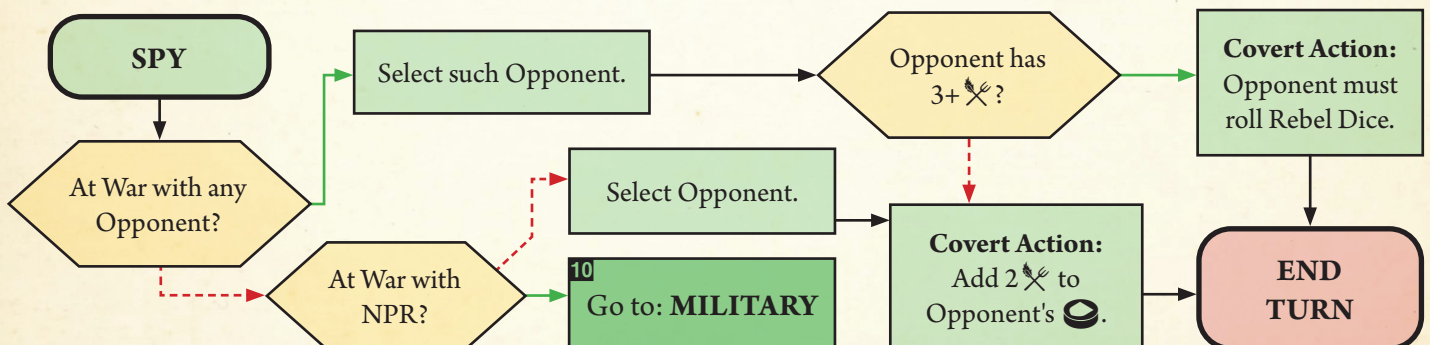 SPY
At War with any
Opponent?
Select such Opponent.
Opponent has
3+ ?
Covert Action:
Opponent must
roll Rebel Dice.
At War with
NPR?
Select Opponent.
10
Go to: MILITARY
Covert Action:
Add 2 to
Opponent's .
END
TURN